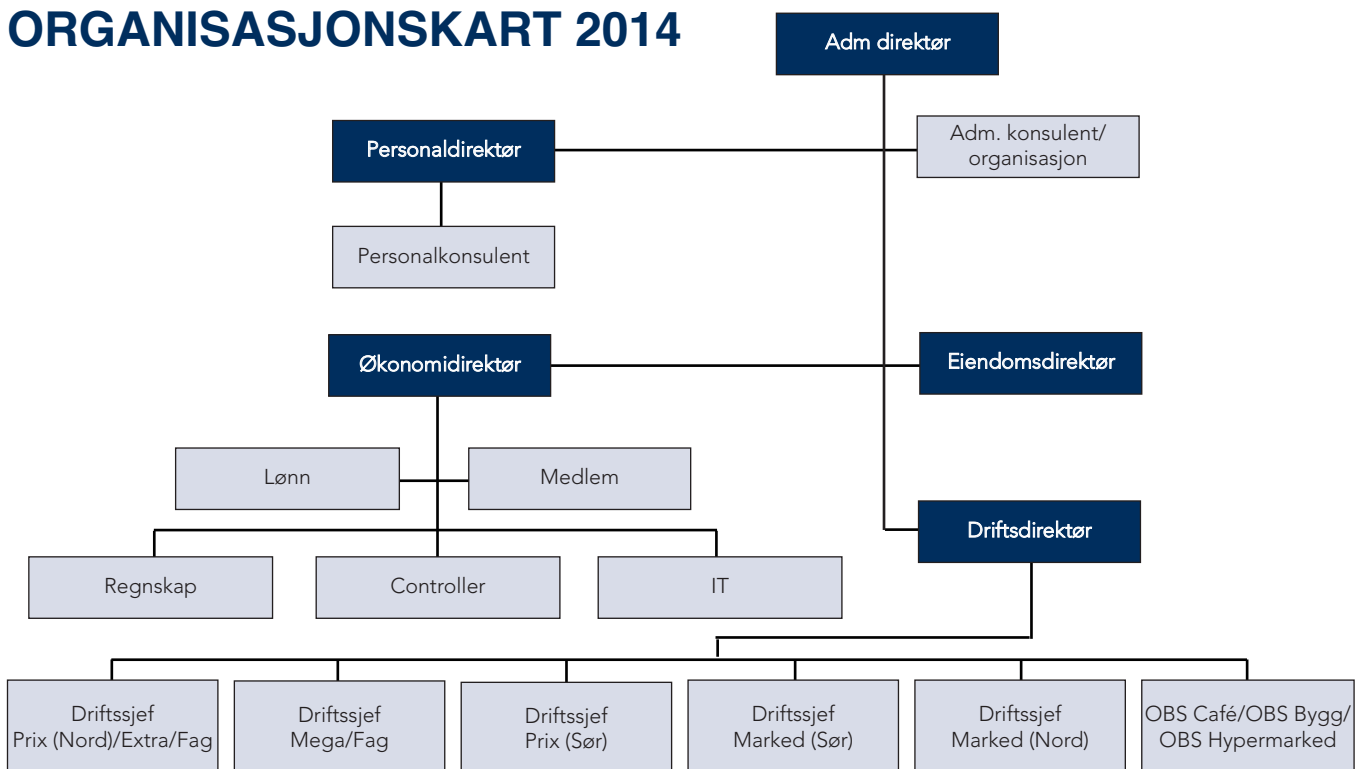 ORGANISASJONSKART 2014
Adm direktør
Personaldirektør
Adm. konsulent/
organisasjon
Personalkonsulent
Økonomidirektør
Eiendomsdirektør
Lønn
Medlem
Driftsdirektør
Regnskap
Controller
IT
Driftssjef
Prix (Nord)/Extra/Fag
Driftssjef
Mega/Fag
Driftssjef
Prix (Sør)
Driftssjef
Marked (Sør)
Driftssjef
Marked (Nord)
OBS Café/OBS Bygg/
OBS Hypermarked